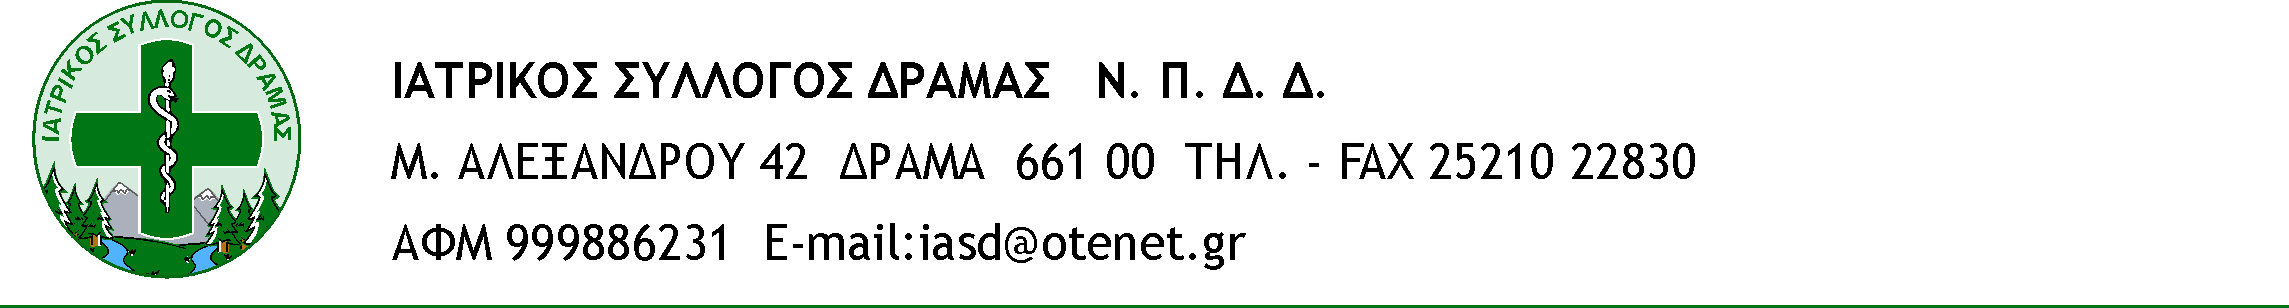 ΙΑΤΡΙΚΟΣ ΣΥΛΛΟΓΟΣ ΔΡΑΜΑΣ
ΙΑΤΡΙΚΟΣ ΣΥΛΛΟΓΟΣ ΔΡΑΜΑΣ Ν. Π. Δ. Δ.
Μ. ΑΛΕΞΑΝΔΡΟΥ 42 ΔΡΑΜΑ 661 00 ΤΗΛ. - FAX 25210 22830
ΑΦΜ 999886231 E-mail:iasd@otenet.gr